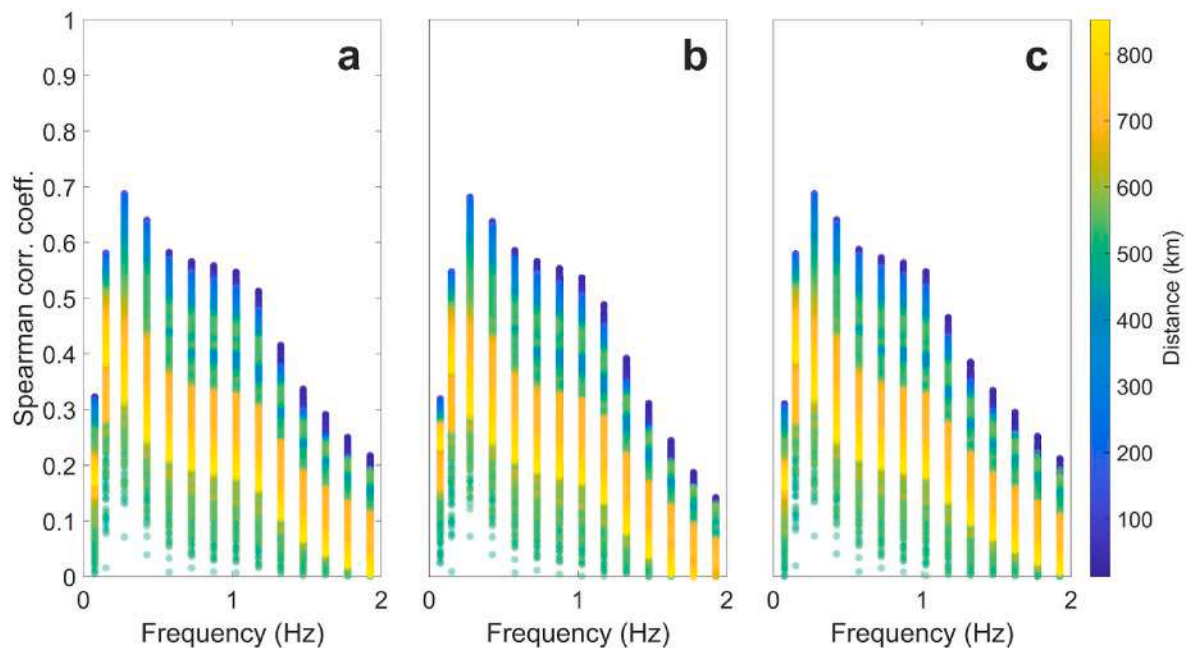 a
b
c
Spearman corr. coeff.
1
0.9
0.8
0.7
0.6
0.5
0.4
0.3
0.2
0.1
0
0 1 2
0 1 2
0 1 2
Frequency (Hz)
Frequency (Hz)
Frequency (Hz)
800
700
600
500
400
300
200
100
Distance (km)